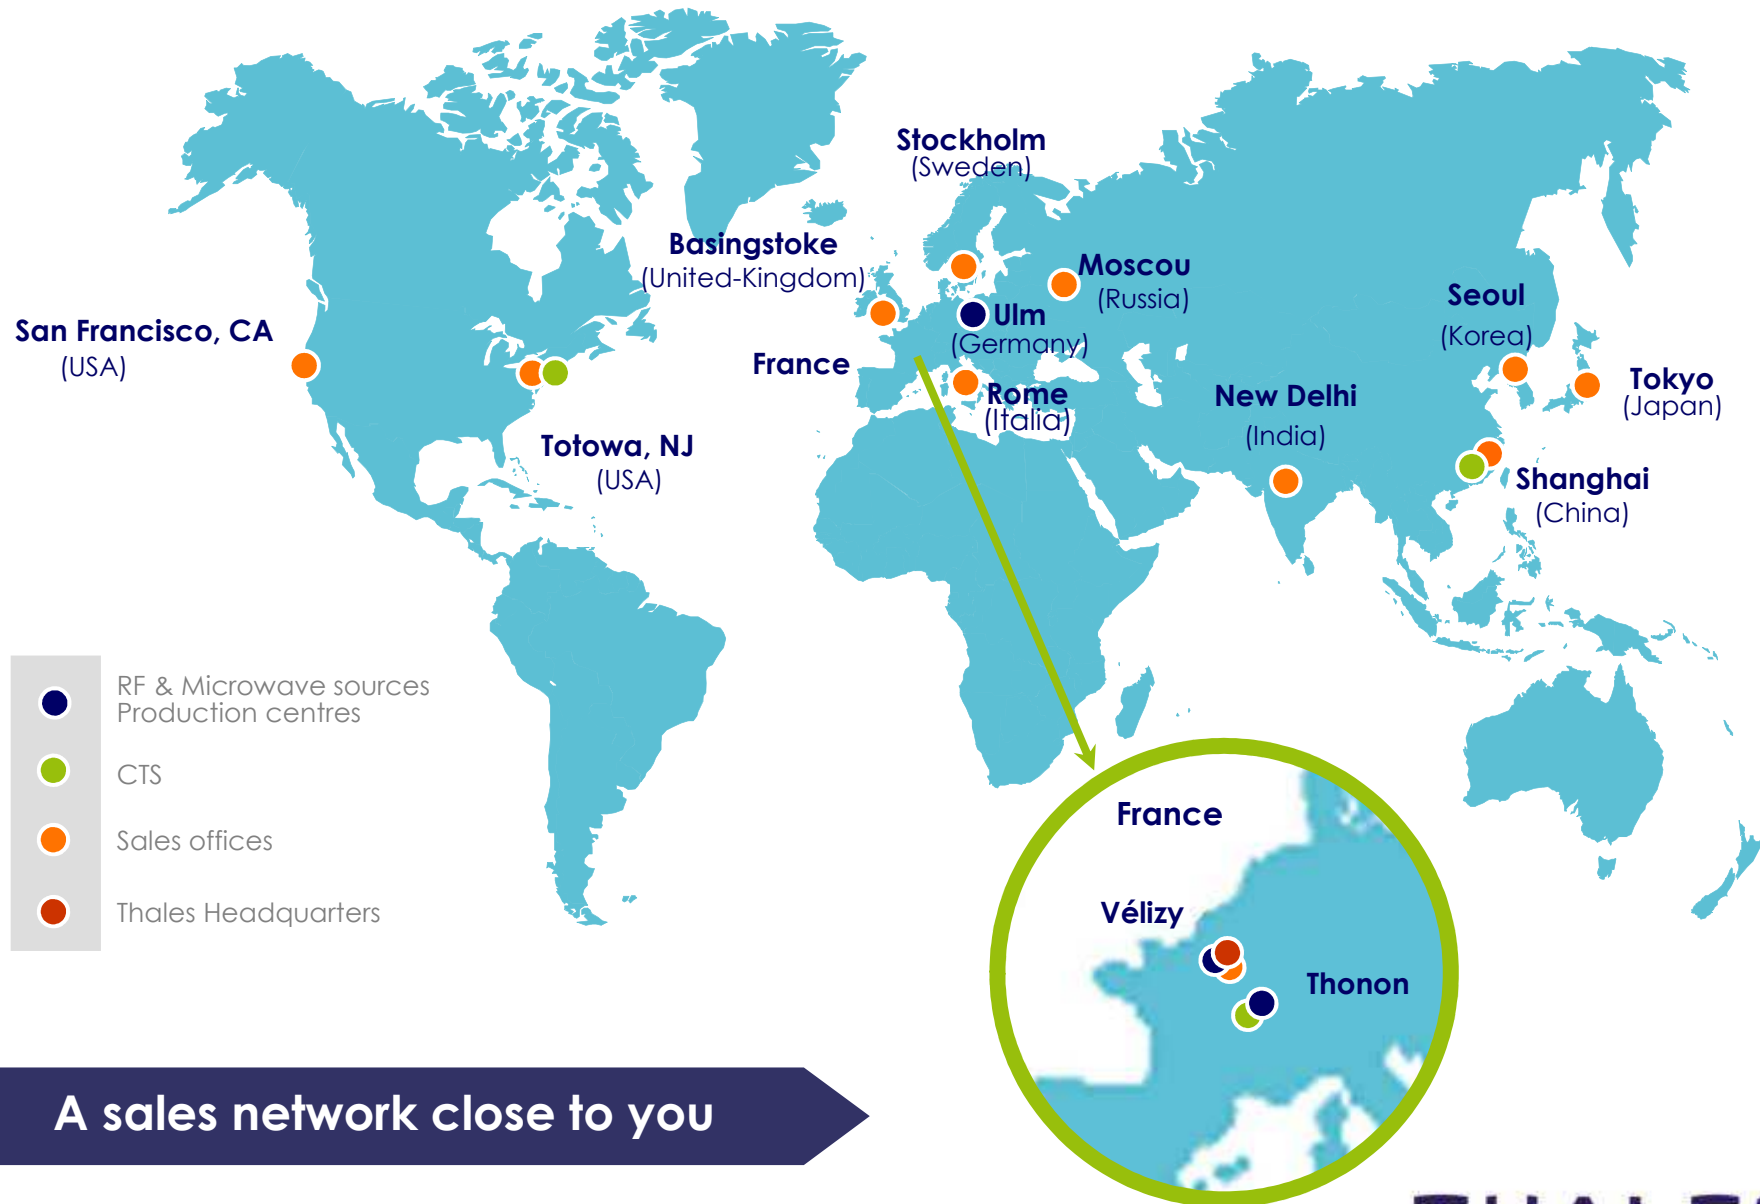 Stockholm
(Sweden)
Basingstoke
(United-Kingdom)
Moscou
(Russia)
Ulm
(Germany)
Seoul
(Korea)
San Francisco, CA
(USA)
France
Rome
(Italia)
New Delhi
(India)
Tokyo
(Japan)
Totowa, NJ
(USA)
Shanghai
(China)
RF & Microwave sources
Production centres
CTS
Sales offices
Thales Headquarters
France
Vélizy
Thonon
A sales network close to you